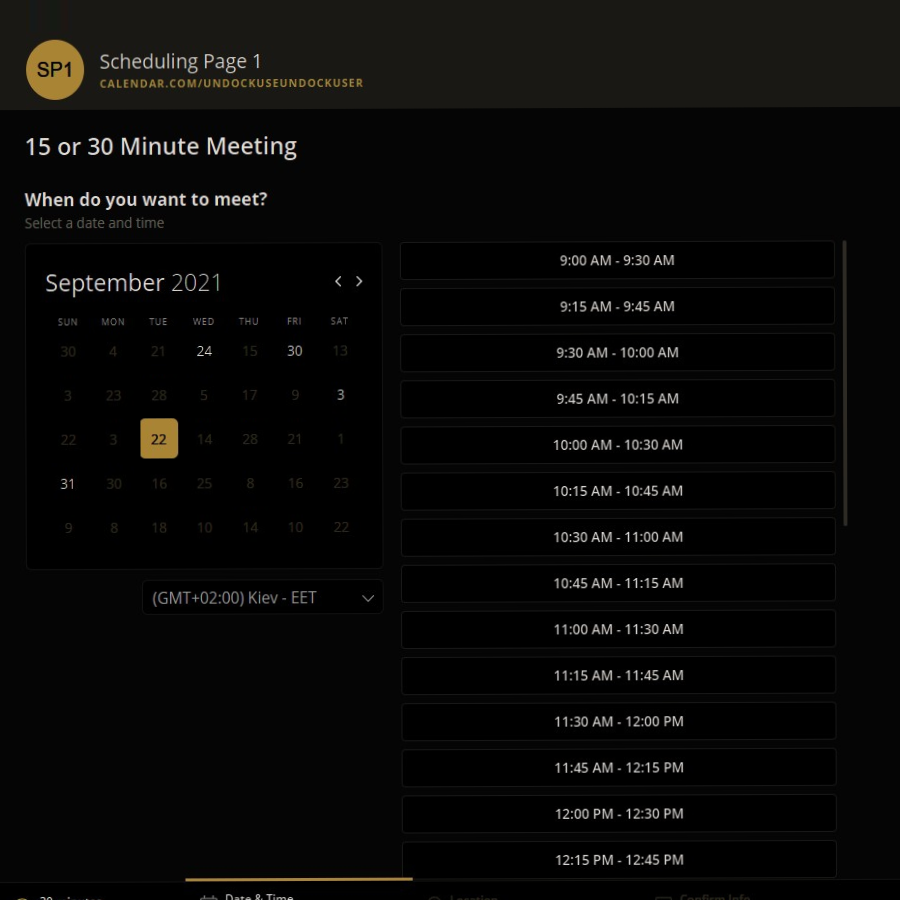 SP1
Scheduling Page 1
CALENDAR.COM/UNDOCKUSEUNDOCKUSER
15 or 30 Minute Meeting
When do you want to meet?
Select a date and time
September 2021
SUN MON TUE WED THU FRI SAT
30 4 21 24 15 30 13
3 23 28 5 17 9 3
22 3 22 14 28 21 1
31 30 16 25 8 16 23
9 8 18 10 14 10 22
(GMT+02:00) Kiev - EET
9:00 AM - 9:30 AM
9:15 AM - 9:45 AM
9:30 AM - 10:00 AM
9:45 AM - 10:15 AM
10:00 AM - 10:30 AM
10:15 AM - 10:45 AM
10:30 AM - 11:00 AM
10:45 AM - 11:15 AM
11:00 AM - 11:30 AM
11:15 AM - 11:45 AM
11:30 AM - 12:00 PM
11:45 AM - 12:15 PM
12:00 PM - 12:30 PM
12:15 PM - 12:45 PM
Date & Time
Location
Confirm Info